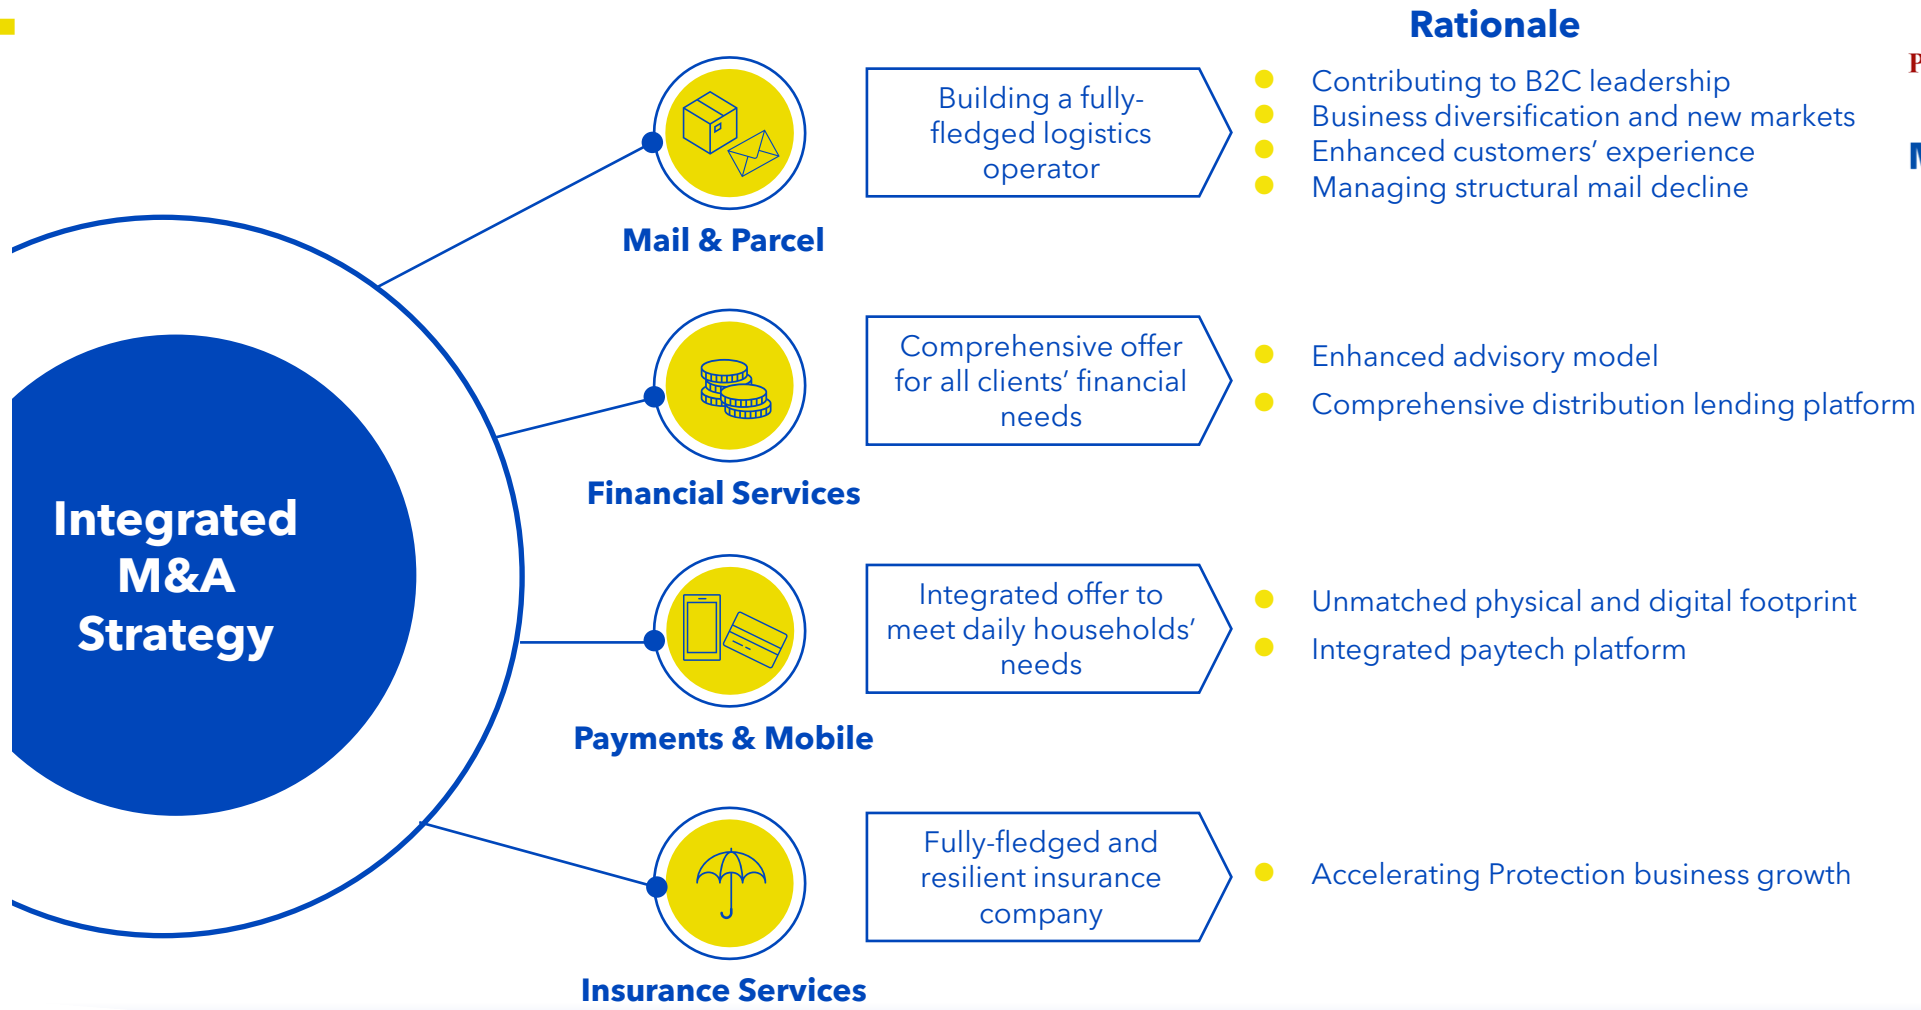 Rationale
Building a fully-
fledged logistics
operator
Contributing to B2C leadership
Business diversification and new markets
Enhanced customers’ experience
Managing structural mail decline
Mail & Parcel
Comprehensive offer
for all clients’ financial
needs
Enhanced advisory model
Comprehensive distribution lending platform
Financial Services
Integrated
M&A
Strategy
Integrated offer to
meet daily households’
needs
Unmatched physical and digital footprint
Integrated paytech platform
Payments & Mobile
Fully-fledged and
resilient insurance
company
Accelerating Protection business growth
Insurance Services